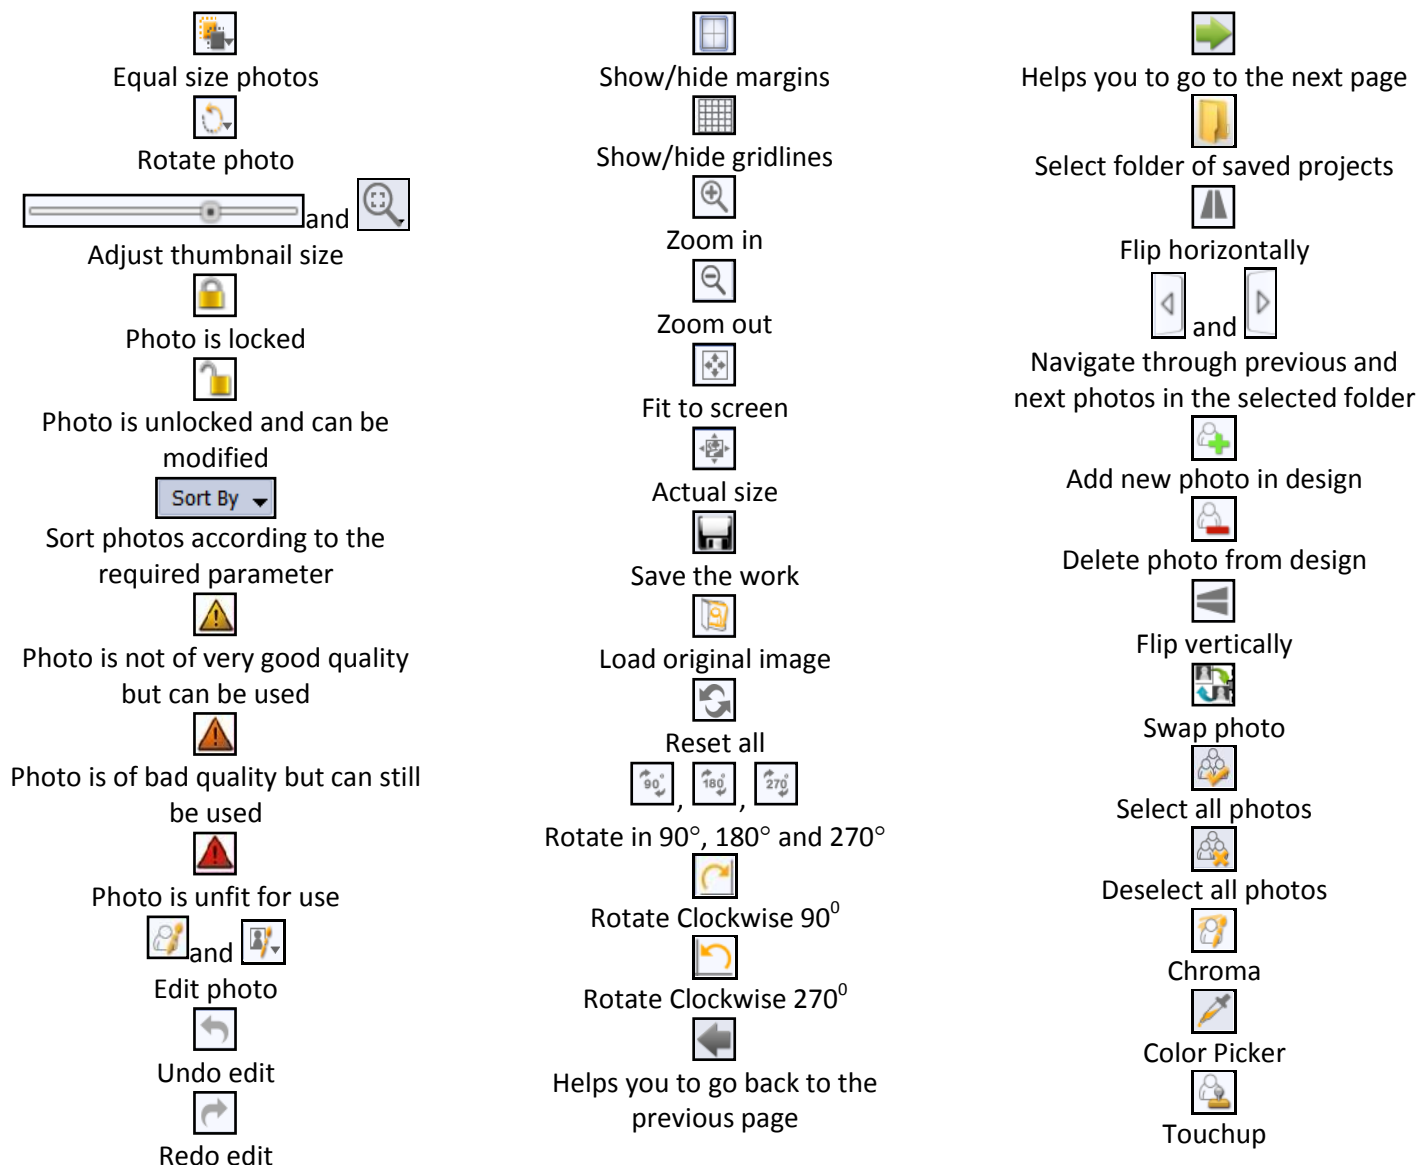 Equal size photos
Rotate photo
and
Adjust thumbnail size
Photo is locked
Photo is unlocked and can be
modified
Sort By
Sort photos according to the
required parameter
Photo is not of very good quality
but can be used
Photo is of bad quality but can still
be used
Photo is unfit for use
and
Edit photo
Undo edit
Redo edit
Show/hide margins
Show/hide gridlines
Zoom in
Zoom out
Fit to screen
Actual size
Save the work
Load original image
Reset all
90°, 180°, 270°
Rotate in 90°, 180° and 270°
Rotate Clockwise 90⁰
Rotate Clockwise 270⁰
Helps you to go back to the
previous page
Helps you to go to the next page
Select folder of saved projects
Flip horizontally
and
Navigate through previous and
next photos in the selected folder
Add new photo in design
Delete photo from design
Flip vertically
Swap photo
Select all photos
Deselect all photos
Chroma
Color Picker
Touchup